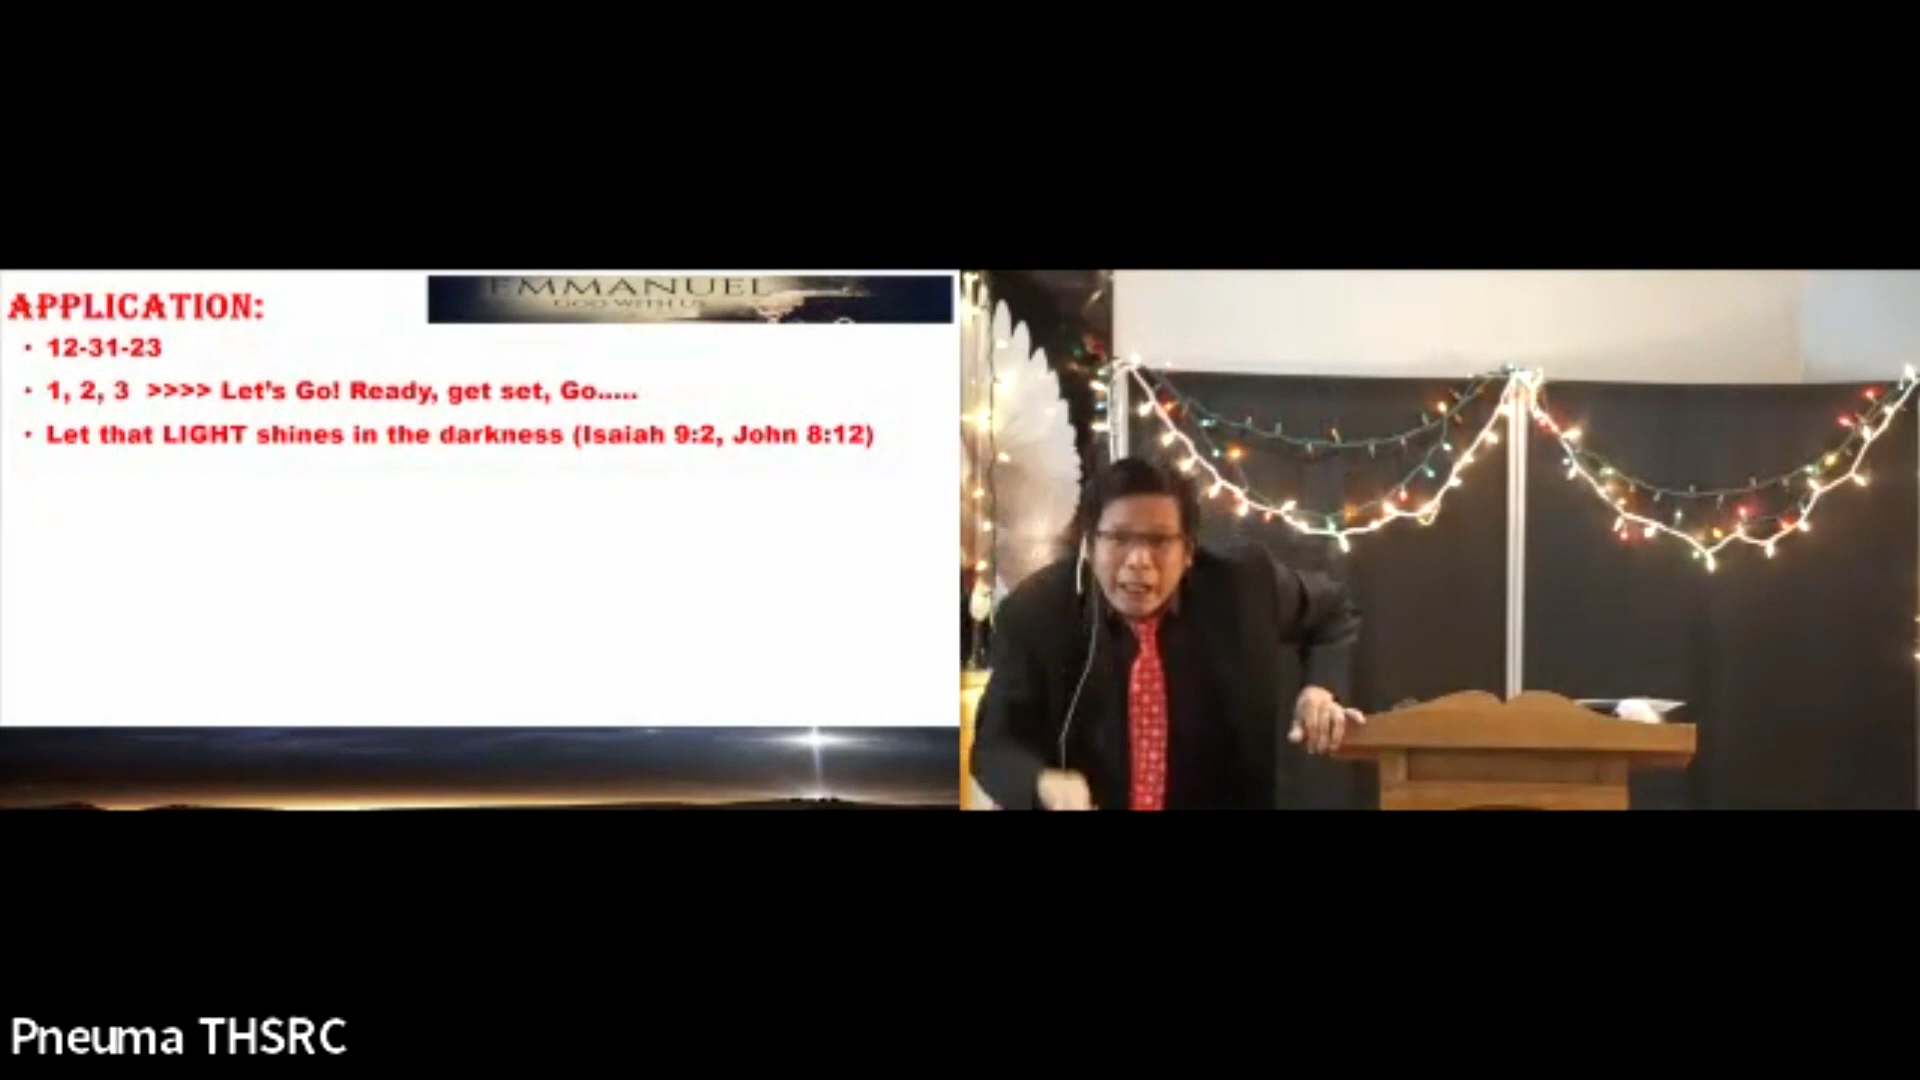 APPLICATION:
EMMANUEL
GOD WITH US
• 12-31-23
• 1, 2, 3 >>>> Let's Go! Ready, get set, Go.....
• Let that LIGHT shines in the darkness (Isaiah 9:2, John 8:12)
Pneuma THSRC